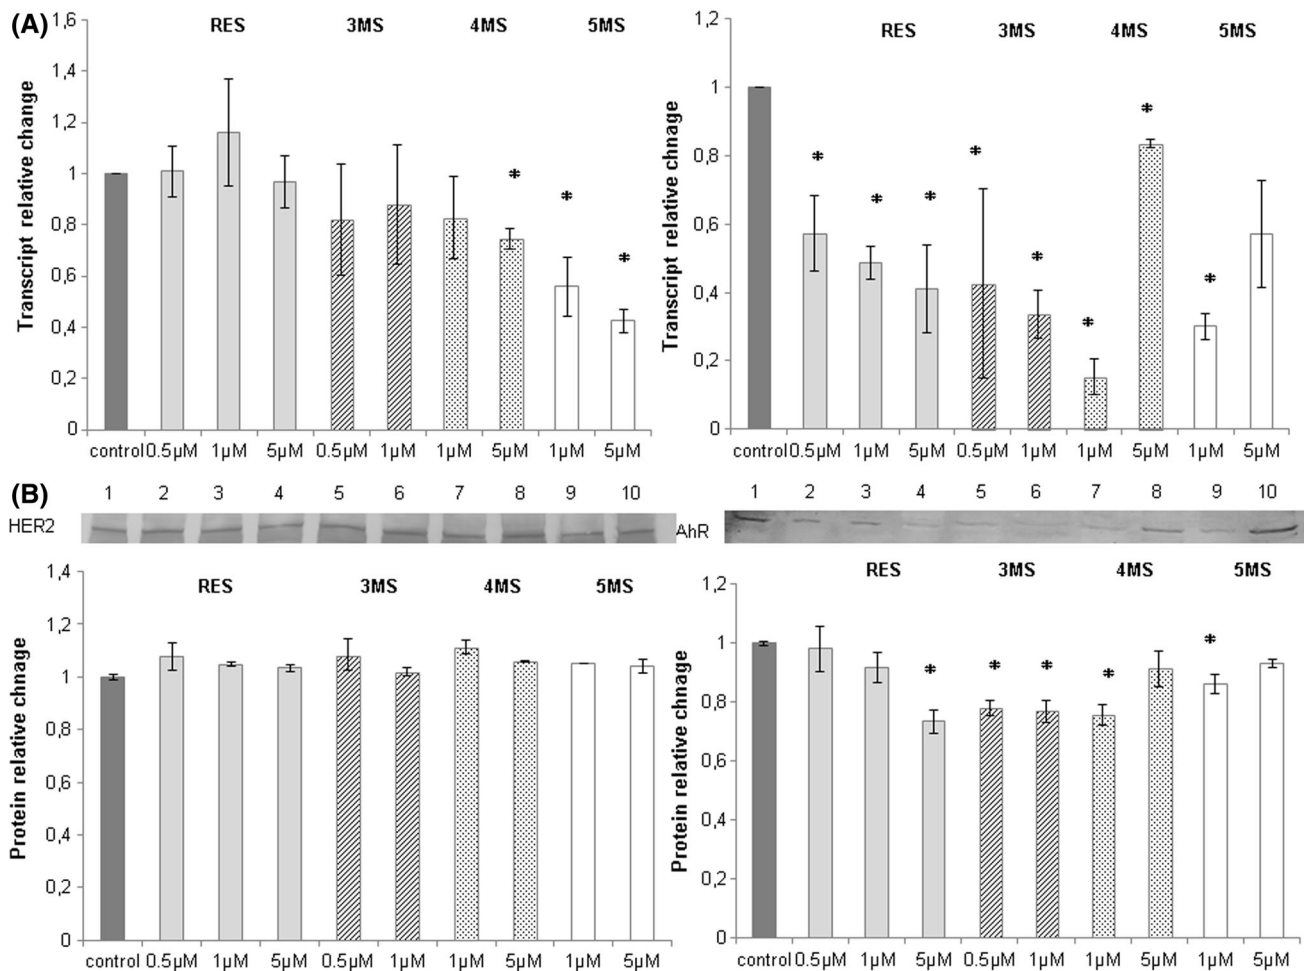 (A)
RES 3MS 4MS 5MS
Transcript relative change
1,6
1,4
1,2
1
0,8
0,6
0,4
0,2
0
* * *
control 0.5µM 1µM 5µM 0.5µM 1µM 1µM 5µM 1µM 5µM
RES 3MS 4MS 5MS
Transcript relative chnage
1,2
1
0,8
0,6
0,4
0,2
0
* * * * * * * *
control 0.5µM 1µM 5µM 0.5µM 1µM 1µM 5µM 1µM 5µM
(B)
1 2 3 4 5 6 7 8 9 10
HER2
RES 3MS 4MS 5MS
Protein relative chnage
1,4
1,2
1
0,8
0,6
0,4
0,2
0
control 0.5µM 1µM 5µM 0.5µM 1µM 1µM 5µM 1µM 5µM
1 2 3 4 5 6 7 8 9 10
AhR
RES 3MS 4MS 5MS
Protein relative chnage
1,2
1
0,8
0,6
0,4
0,2
0
* * * * *
control 0.5µM 1µM 5µM 0.5µM 1µM 1µM 5µM 1µM 5µM